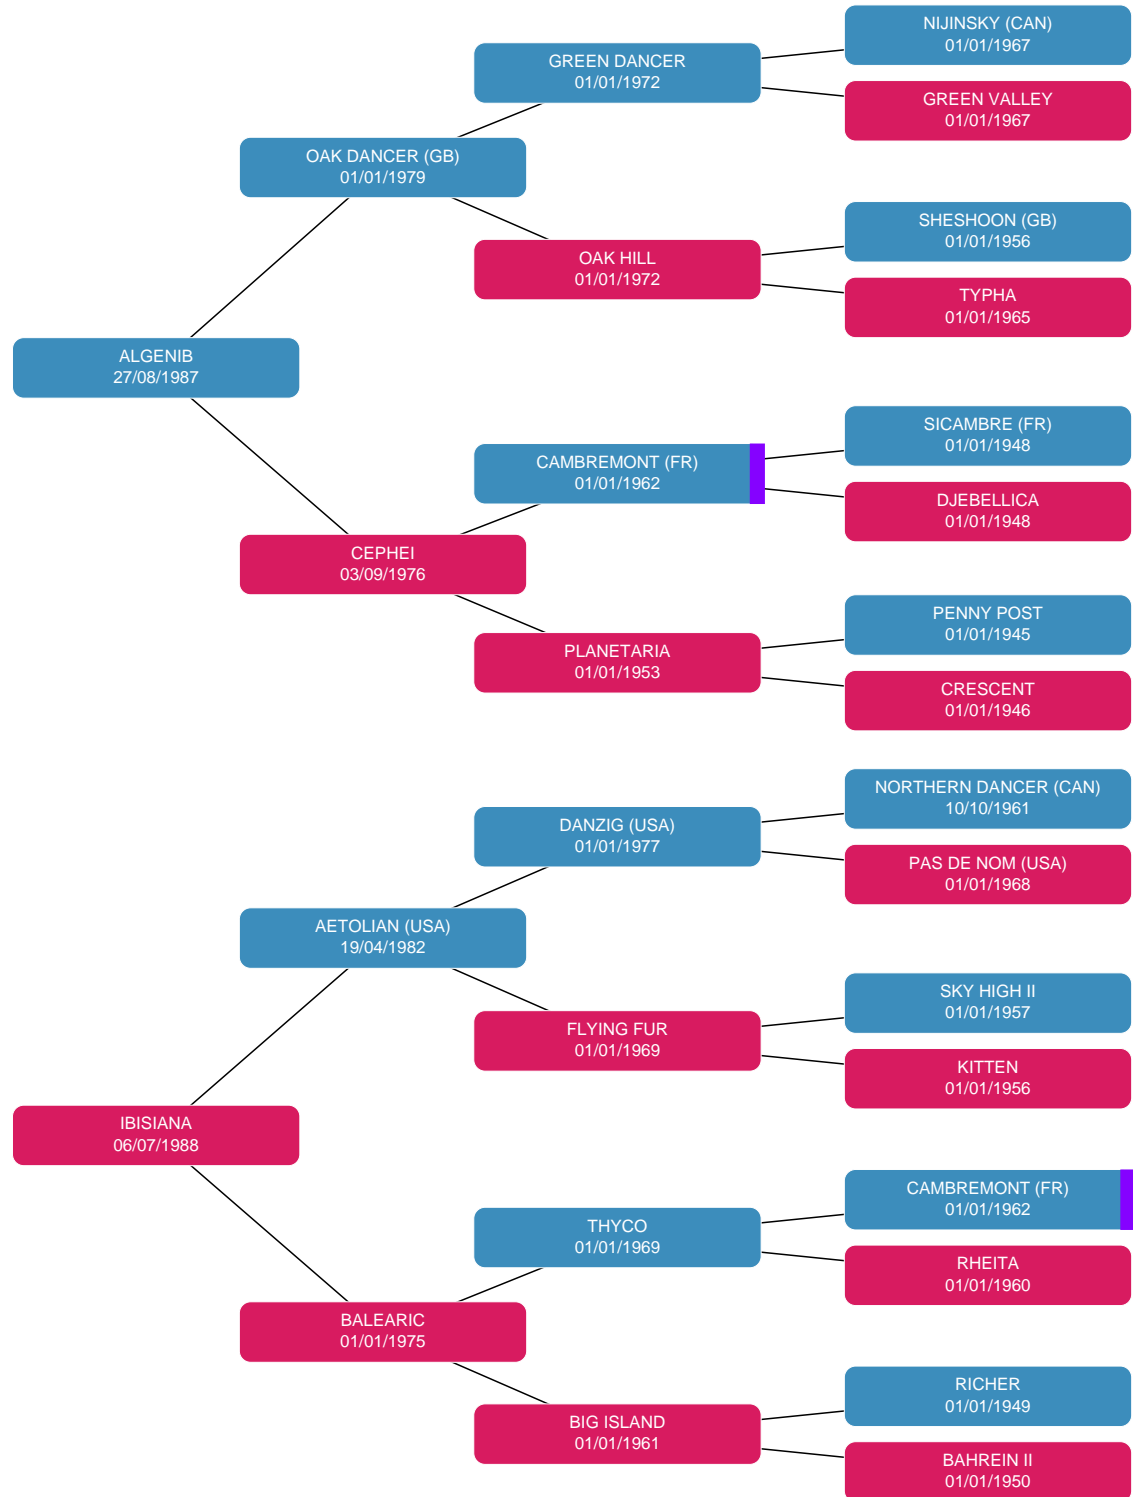 NIJINSKY (CAN)
01/01/1967
GREEN DANCER
01/01/1972
GREEN VALLEY
01/01/1967
OAK DANCER (GB)
01/01/1979
SHESHOON (GB)
01/01/1956
OAK HILL
01/01/1972
TYPHA
01/01/1965
ALGENIB
27/08/1987
SICAMBRE (FR)
01/01/1948
CAMBREMONT (FR)
01/01/1962
DJEBELLICA
01/01/1948
CEPHEI
03/09/1976
PENNY POST
01/01/1945
PLANETARIA
01/01/1953
CRESCENT
01/01/1946
NORTHERN DANCER (CAN)
10/10/1961
DANZIG (USA)
01/01/1977
PAS DE NOM (USA)
01/01/1968
AETOLIAN (USA)
19/04/1982
SKY HIGH II
01/01/1957
FLYING FUR
01/01/1969
KITTEN
01/01/1956
IBISIANA
06/07/1988
CAMBREMONT (FR)
01/01/1962
THYCO
01/01/1969
RHEITA
01/01/1960
BALEARIC
01/01/1975
RICHER
01/01/1949
BIG ISLAND
01/01/1961
BAHREIN II
01/01/1950